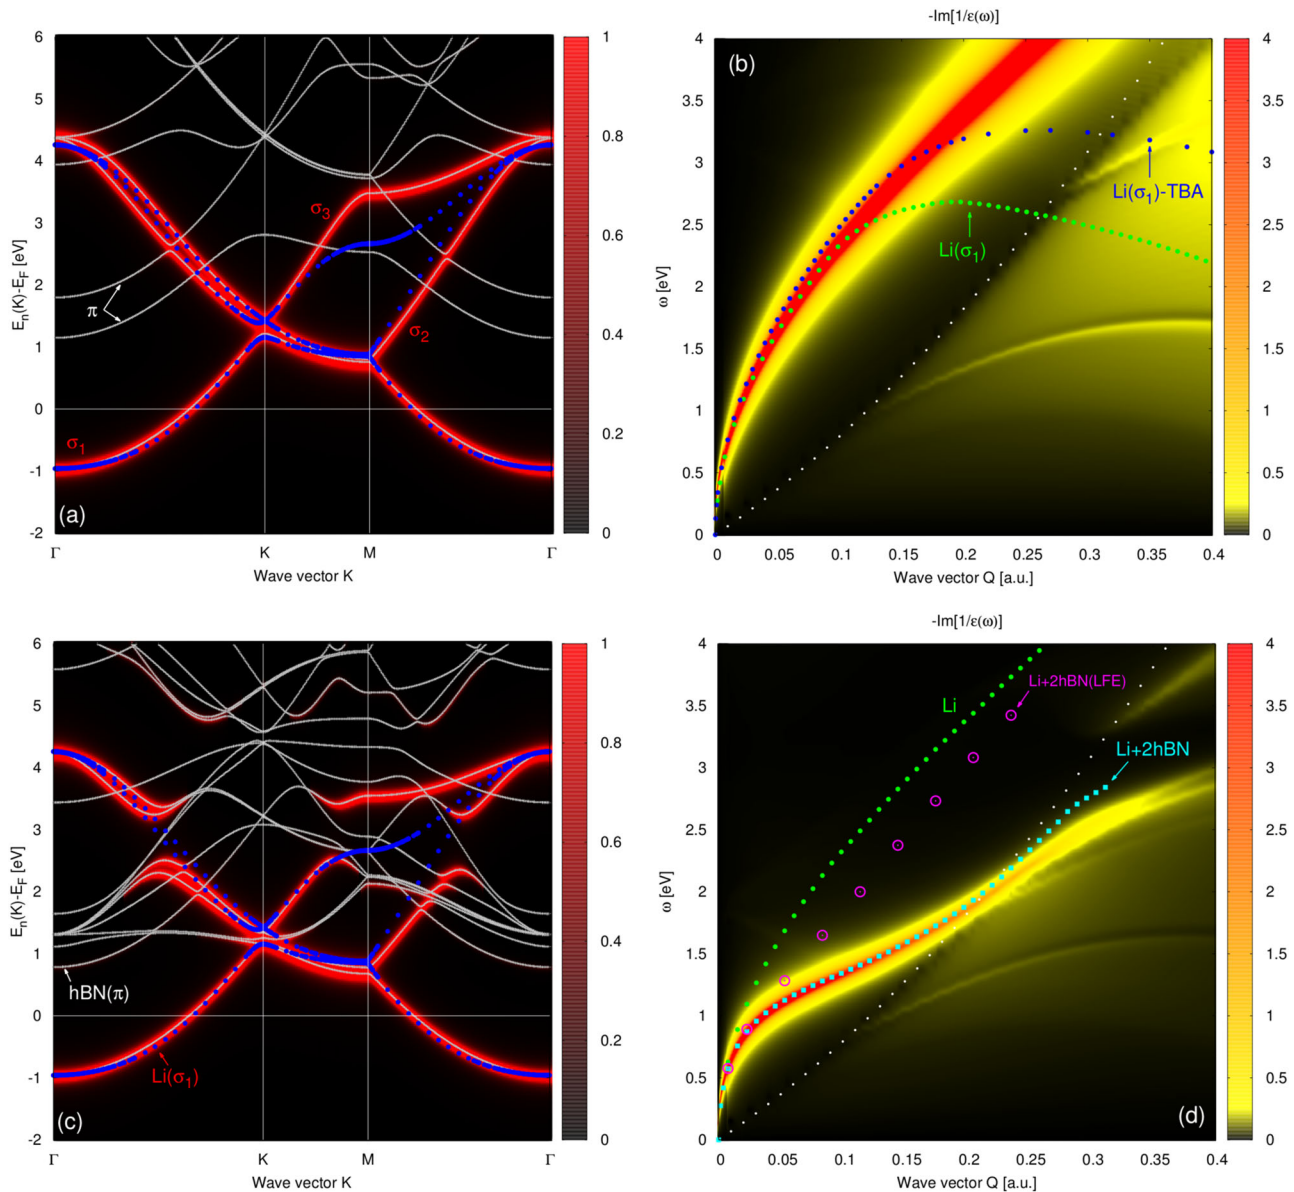 -Im[1/ε(ω)]
6
5
4
3
2
1
0
-1
-2
E_n(K)-E_F [eV]
σ₃
π
σ₂
σ₁
(a)
Γ
K
M
Γ
Wave vector K
1
0.8
0.6
0.4
0.2
0
4
3.5
3
2.5
2
1.5
1
0.5
0
ω [eV]
(b)
Li(σ₁)-TBA
Li(σ₁)
0
0.05
0.1
0.15
0.2
0.25
0.3
0.35
0.4
Wave vector Q [a.u.]
4
3.5
3
2.5
2
1.5
1
0.5
0
-Im[1/ε(ω)]
6
5
4
3
2
1
0
-1
-2
E_n(K)-E_F [eV]
hBN(π)
Li(σ₁)
(c)
Γ
K
M
Γ
Wave vector K
1
0.8
0.6
0.4
0.2
0
4
3.5
3
2.5
2
1.5
1
0.5
0
ω [eV]
Li+2hBN(LFE)
Li
Li+2hBN
(d)
0
0.05
0.1
0.15
0.2
0.25
0.3
0.35
0.4
Wave vector Q [a.u.]
4
3.5
3
2.5
2
1.5
1
0.5
0